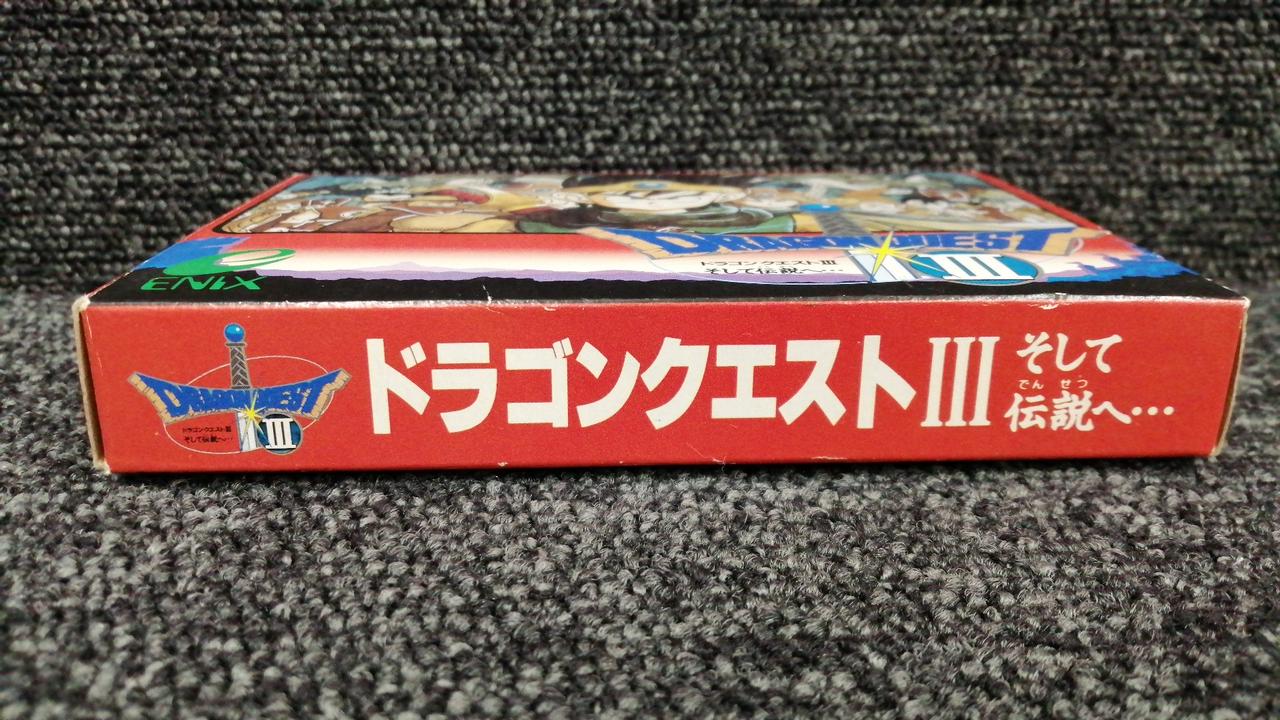 DRAGON QUEST
III
ドラゴンクエストIII
そして伝説へ…
ENIX
DRAGON QUEST
III
ドラゴンクエストIII
そして伝説へ…
ドラゴンクエストIII
そして
でんせつ
伝説へ…